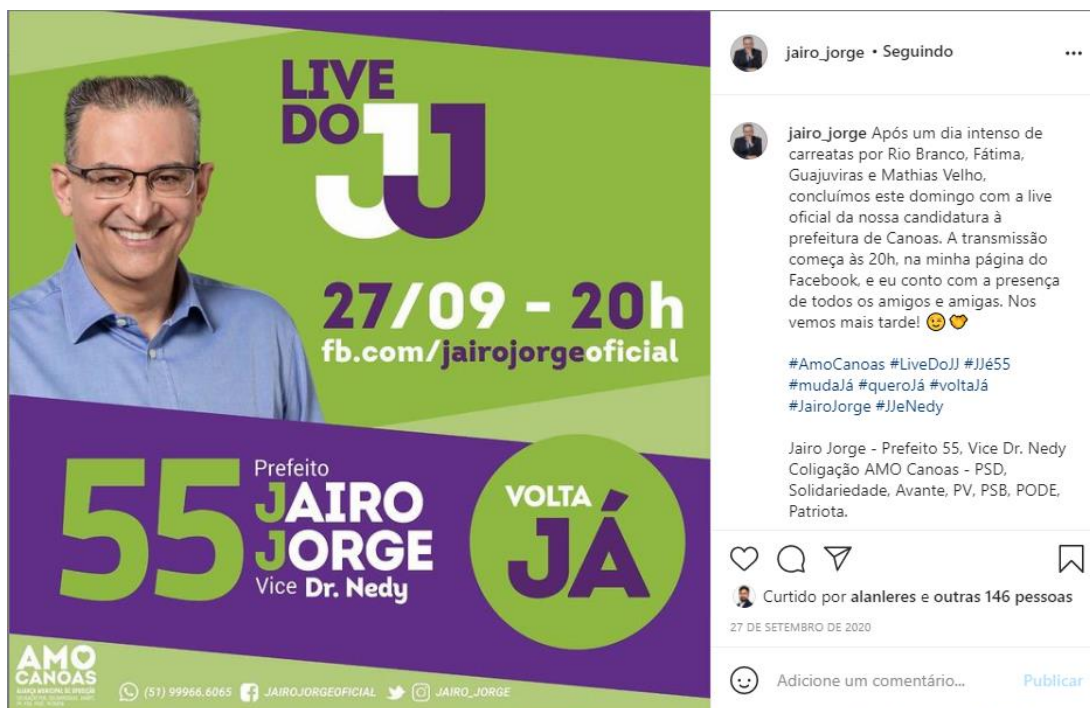 LIVE
DO JJ
27/09 - 20h
fb.com/jairojorgeoficial
55
Prefeito
JAIRO
JORGE
Vice Dr. Nedy
VOLTA
JÁ
AMO
CANOAS
(51) 99966.6065 JAIROJORGEOFICIAL JAIRO_JORGE
jairo_jorge • Seguindo
jairo_jorge Após um dia intenso de
carreatas por Rio Branco, Fátima,
Guajuviras e Mathias Velho,
concluímos este domingo com a live
oficial da nossa candidatura à
prefeitura de Canoas. A transmissão
começa às 20h, na minha página do
Facebook, e eu conto com a presença
de todos os amigos e amigas. Nos
vemos mais tarde!
#AmoCanoas #LiveDoJJ #JJé55
#mudaJá #queroJá #voltaJá
#JairoJorge #JJeNedy
Jairo Jorge - Prefeito 55, Vice Dr. Nedy
Coligação AMO Canoas - PSD,
Solidariedade, Avante, PV, PSB, PODE,
Patriota.
Curtido por alanleres e outras 146 pessoas
27 DE SETEMBRO DE 2020
Adicione um comentário... Publicar